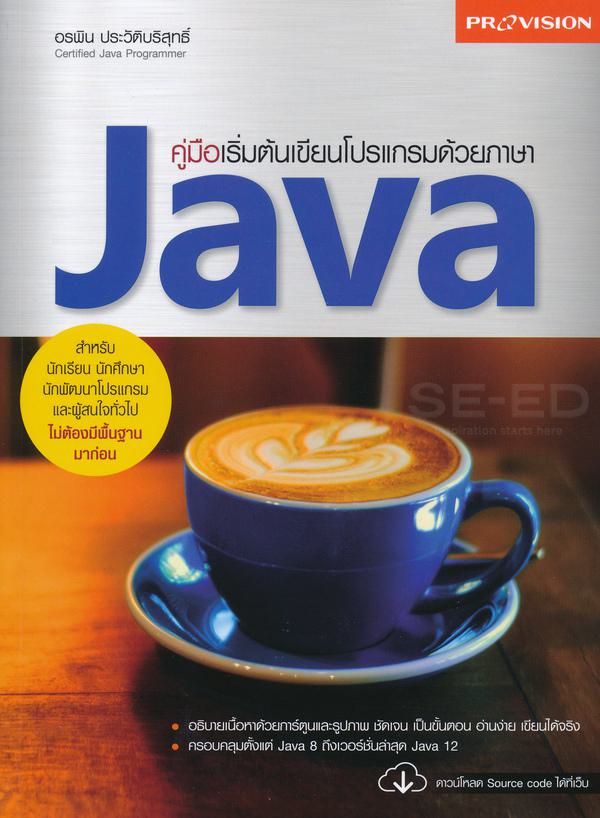 PROVISION
อรพิน ประวัติบริสุทธิ์
Certified Java Programmer
คู่มือเริ่มต้นเขียนโปรแกรมด้วยภาษา
Java
สำหรับ
นักเรียน นักศึกษา
นักพัฒนาโปรแกรม
และผู้สนใจทั่วไป
ไม่ต้องมีพื้นฐาน
มาก่อน
SE-ED
inspiration starts here
• อธิบายเนื้อหาด้วยการ์ตูนและรูปภาพ ชัดเจน เป็นขั้นตอน อ่านง่าย เขียนได้จริง
• ครอบคลุมตั้งแต่ Java 8 ถึงเวอร์ชั่นล่าสุด Java 12
ดาวน์โหลด Source code ได้ที่เว็บ